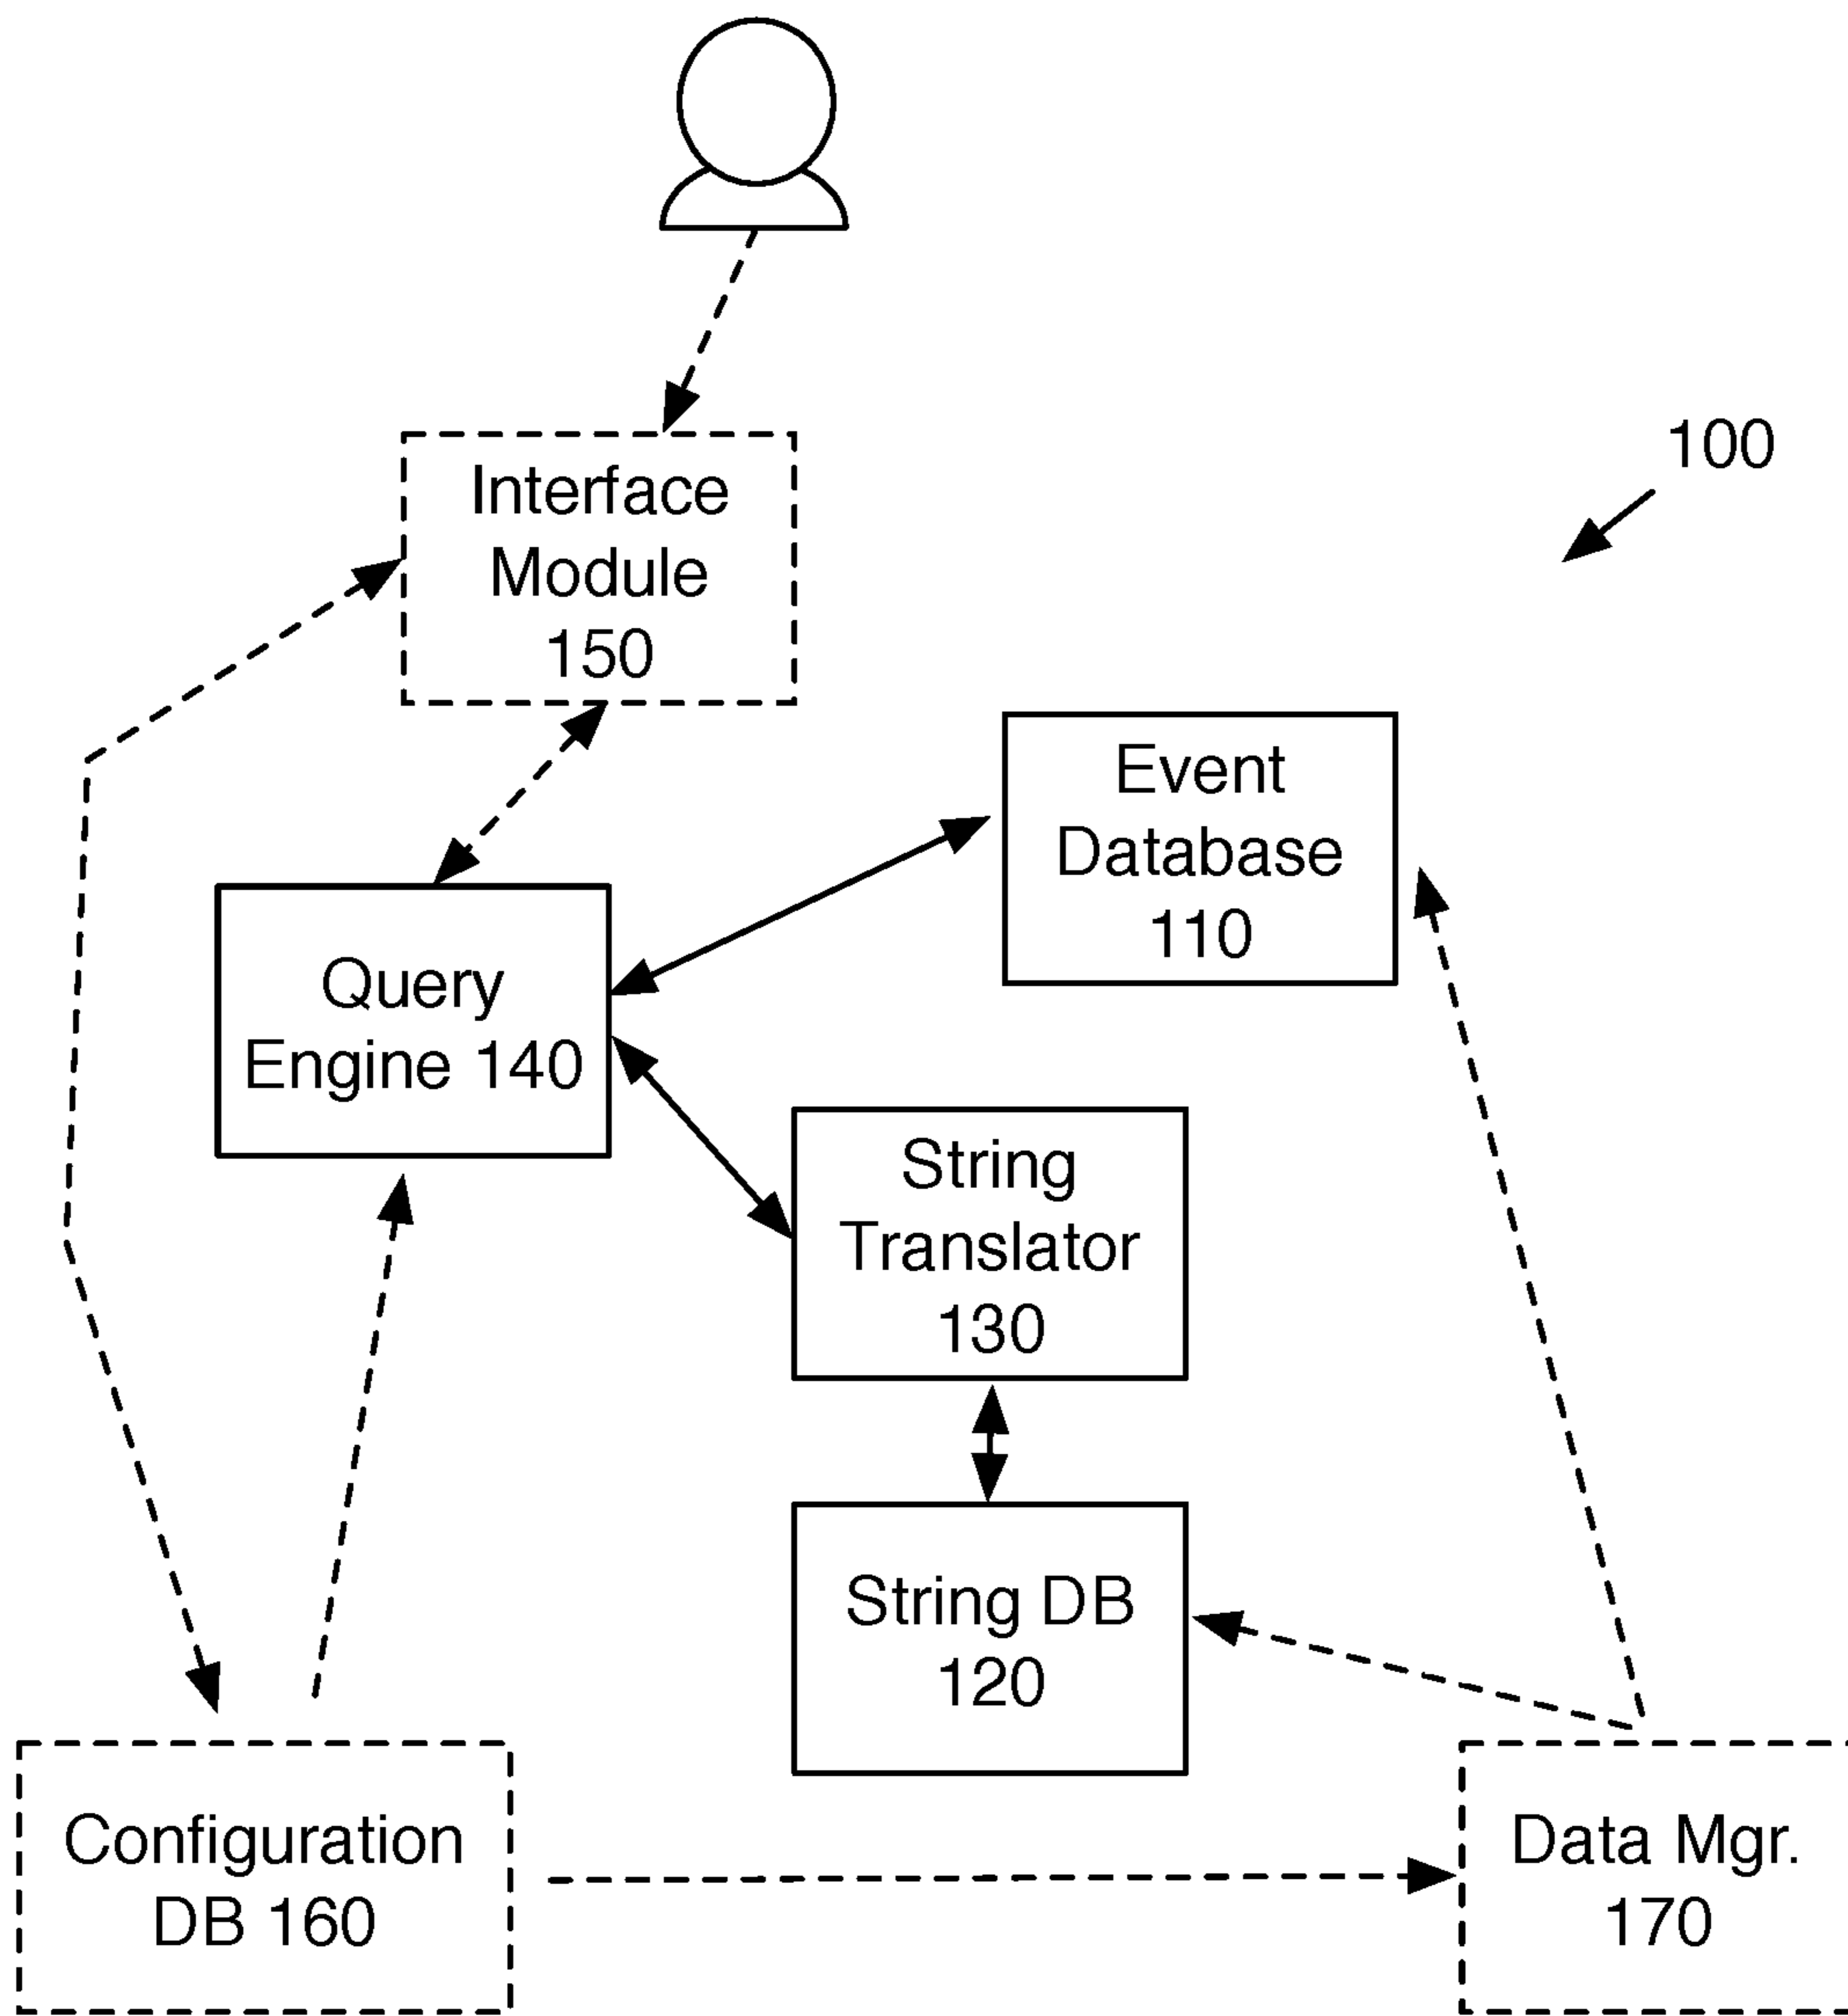 100
Interface
Module
150
Event
Database
110
Query
Engine 140
String
Translator
130
String DB
120
Configuration
DB 160
Data Mgr.
170